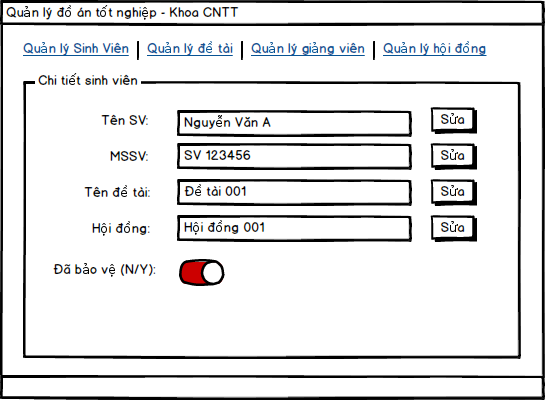 Quản lý đồ án tốt nghiệp - Khoa CNTT
Quản lý Sinh Viên | Quản lý đề tài | Quản lý giảng viên | Quản lý hội đồng
Chi tiết sinh viên
Tên SV: Nguyễn Văn A Sửa
MSSV: SV 123456 Sửa
Tên đề tài: Đề tài 001 Sửa
Hội đồng: Hội đồng 001 Sửa
Đã bảo vệ (N/Y):